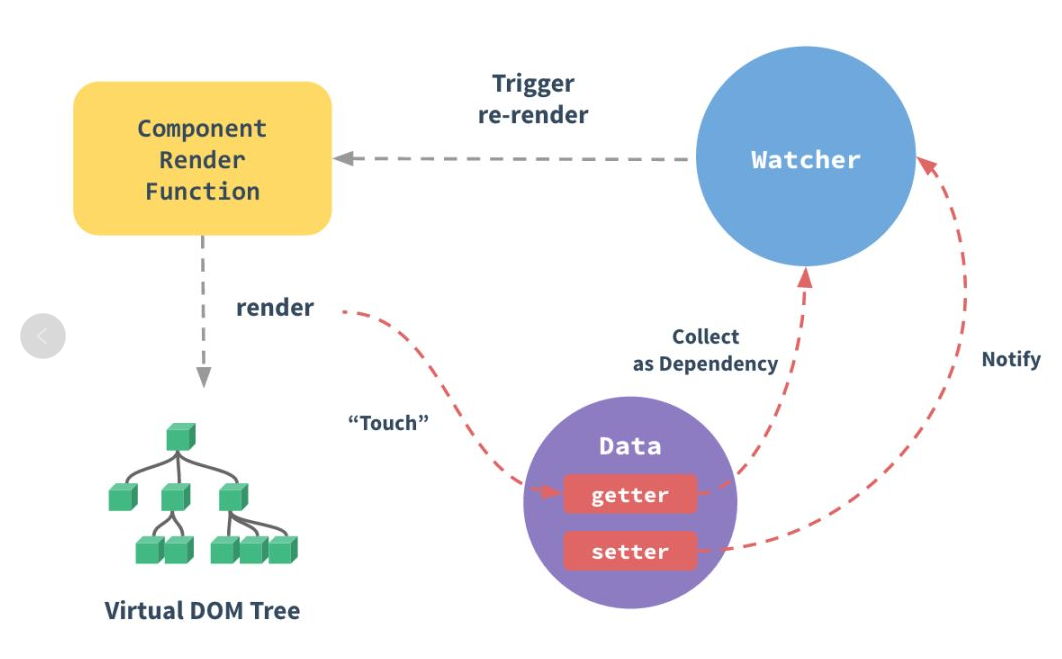 Trigger
re-render
Component
Render
Function
Watcher
render
Collect
as Dependency
Notify
“Touch”
Data
getter
setter
Virtual DOM Tree